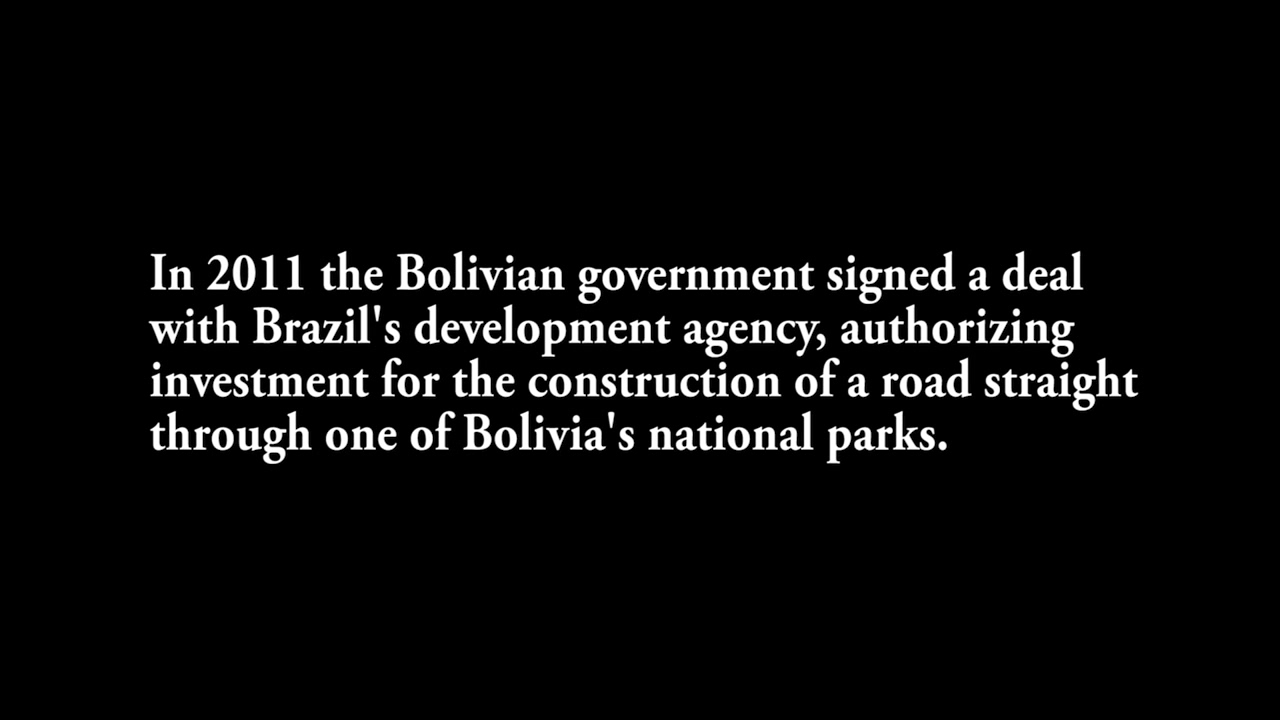 In 2011 the Bolivian government signed a deal
with Brazil's development agency, authorizing
investment for the construction of a road straight
through one of Bolivia's national parks.